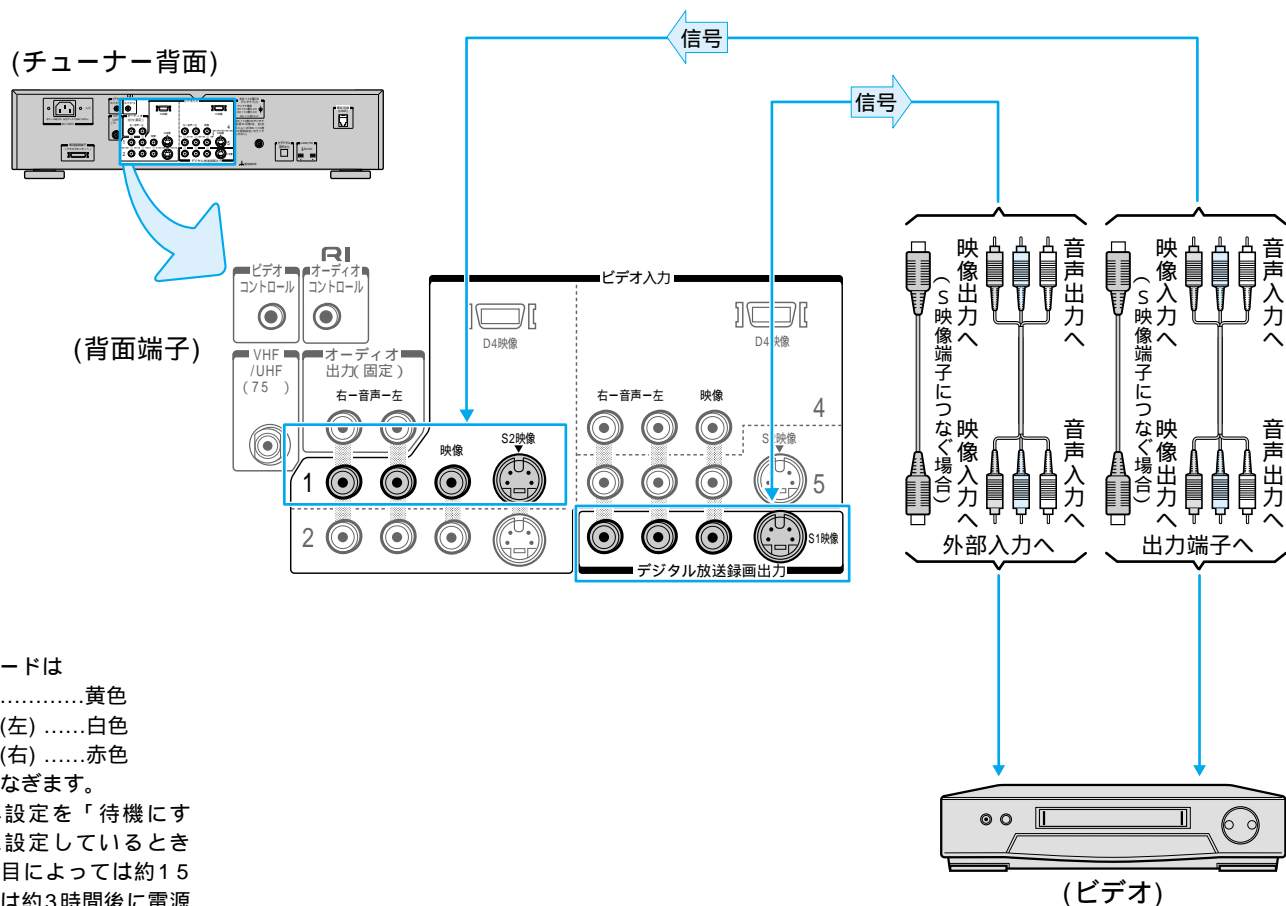 信号
(チューナー背面)
信号
RI
ビデオ
コントロール
オーディオ
コントロール
(背面端子)
VHF
/UHF
(75 )
オーディオ
出力(固定)
右ー音声ー左
ビデオ入力
D4映像
D4映像
右ー音声ー左
映像
4
映像
S2映像
1
S2映像
5
2
S1映像
デジタル放送録画出力
映像出力へ
(S映像端子につなぐ場合)
音声出力へ
映像入力へ
音声入力へ
外部入力へ
映像入力へ
(S映像端子につなぐ場合)
音声入力へ
映像出力へ
音声出力へ
出力端子へ
(ビデオ)
ードは
…………黄色
(左) ……白色
(右) ……赤色
なぎます。
設定を「待機にす
設定しているとき
目によっては約15
は約3時間後に電源